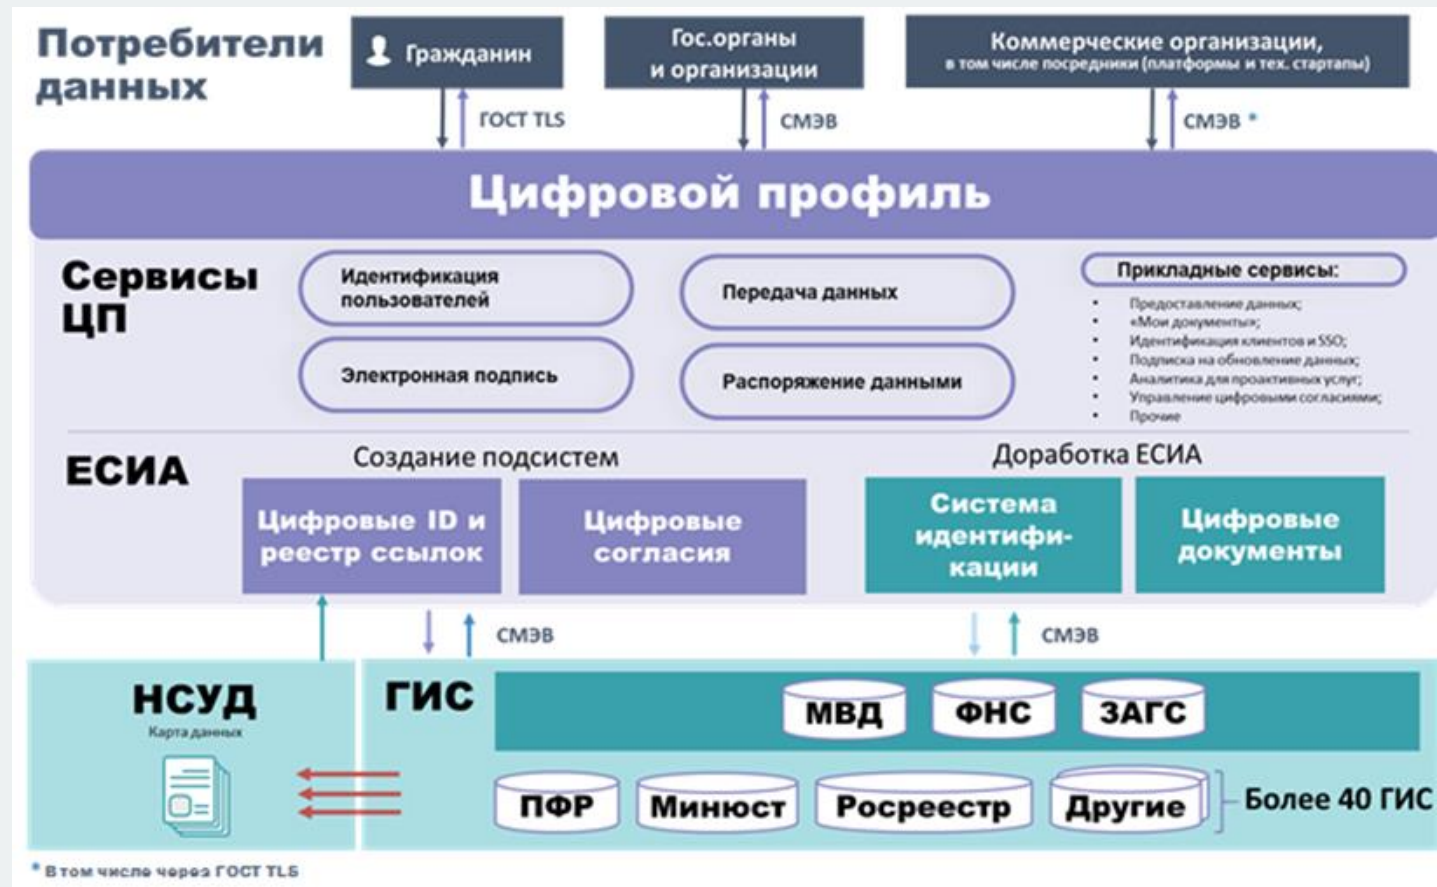 Потребители
данных
Гражданин
Гос.органы
и организации
Коммерческие организации,
в том числе посредники (платформы и тех. стартапы)
ГОСТ TLS
СМЭВ
СМЭВ *
Цифровой профиль
Сервисы
ЦП
Идентификация
пользователей
Передача данных
Электронная подпись
Распоряжение данными
Прикладные сервисы:
• Предоставление данных;
• «Мои документы»;
• Идентификация клиентов и SSO;
• Подписка на обновление данных;
• Аналитика для проактивных услуг;
• Управление цифровыми согласиями;
• Прочие
ЕСИА
Создание подсистем
Доработка ЕСИА
Цифровые ID и
реестр ссылок
Цифровые
согласия
Система
идентифи-
кации
Цифровые
документы
СМЭВ
СМЭВ
НСУД
Карта данных
ГИС
МВД
ФНС
ЗАГС
ПФР
Минюст
Росреестр
Другие
Более 40 ГИС
* В том числе через ГОСТ TLS